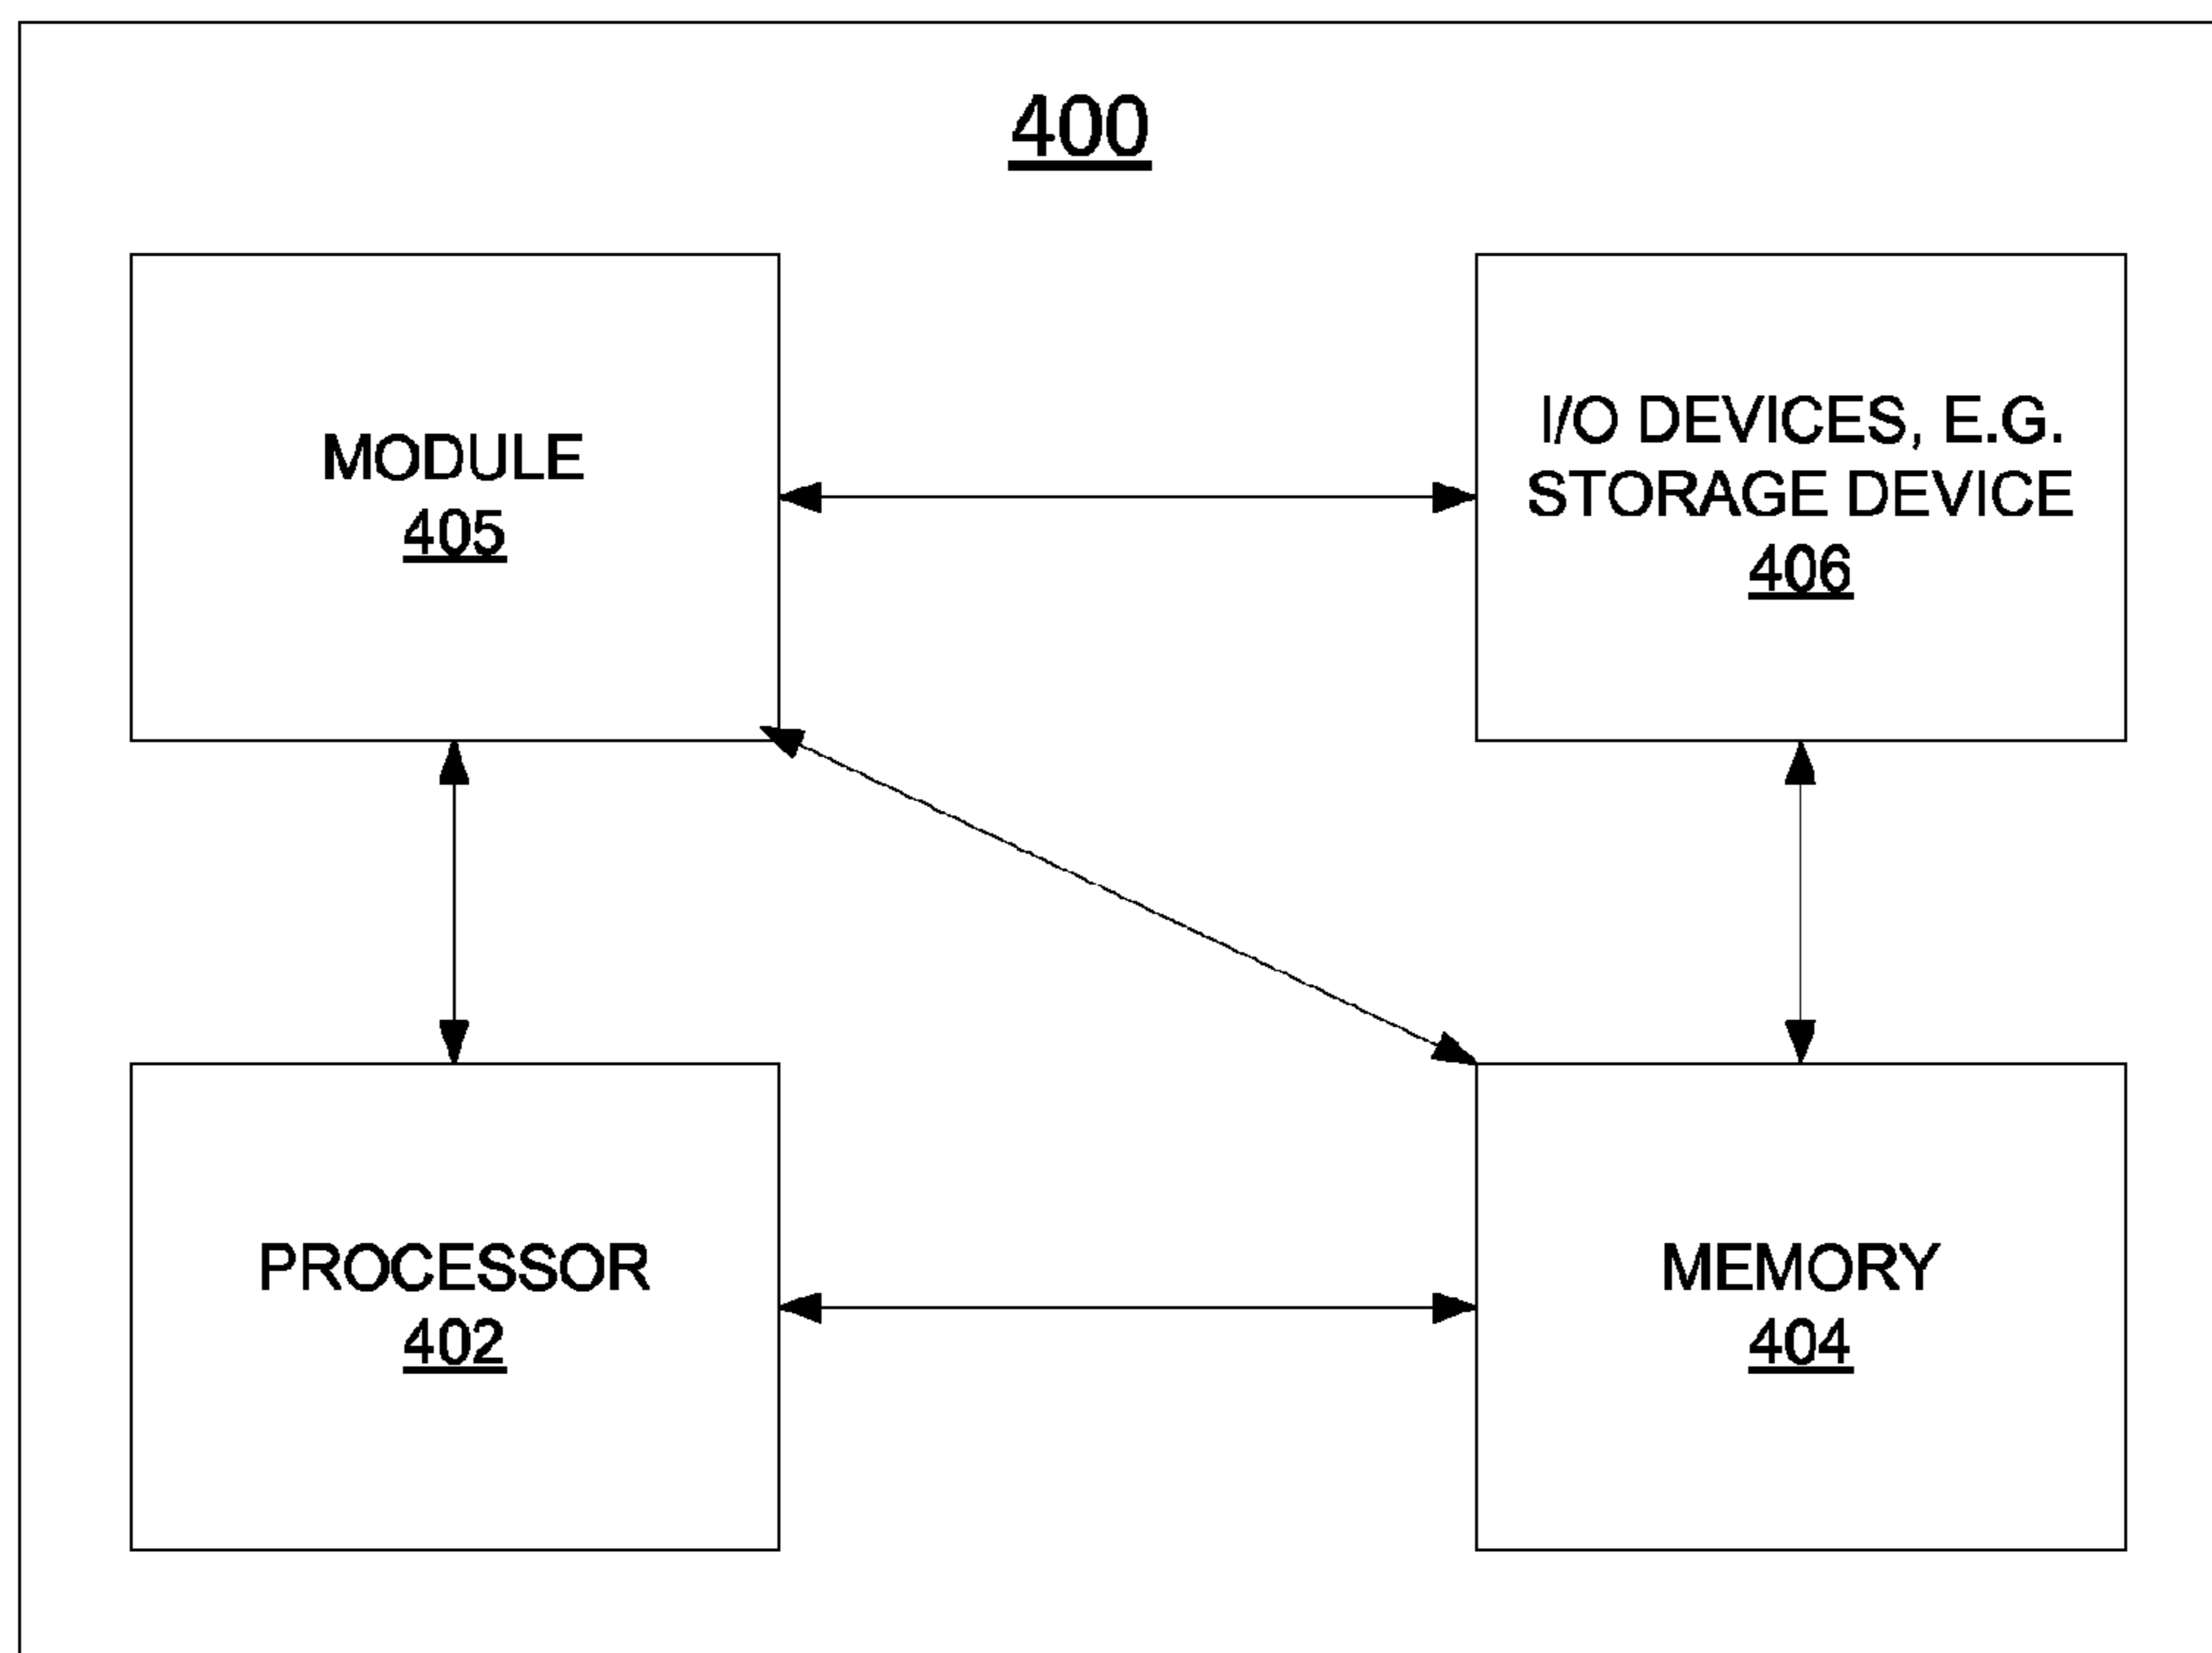 400
MODULE
405
I/O DEVICES, E.G.
STORAGE DEVICE
406
PROCESSOR
402
MEMORY
404